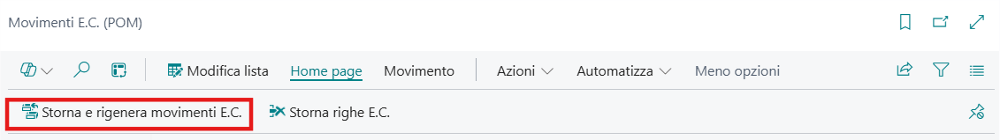 Movimenti E.C. (POM)
Modifica lista Home page Movimento Azioni Automatizza Meno opzioni
Storna e rigenera movimenti E.C. Storna righe E.C.